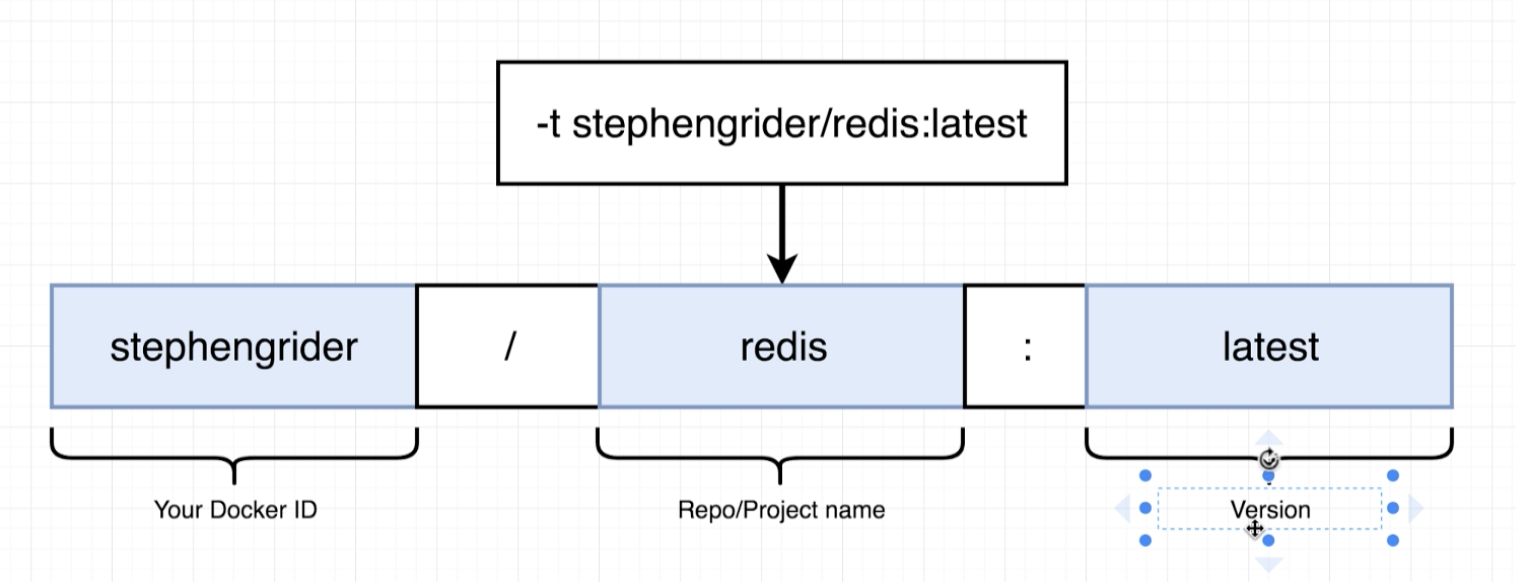 -t stephengrider/redis:latest
stephengrider / redis : latest
Your Docker ID Repo/Project name Version